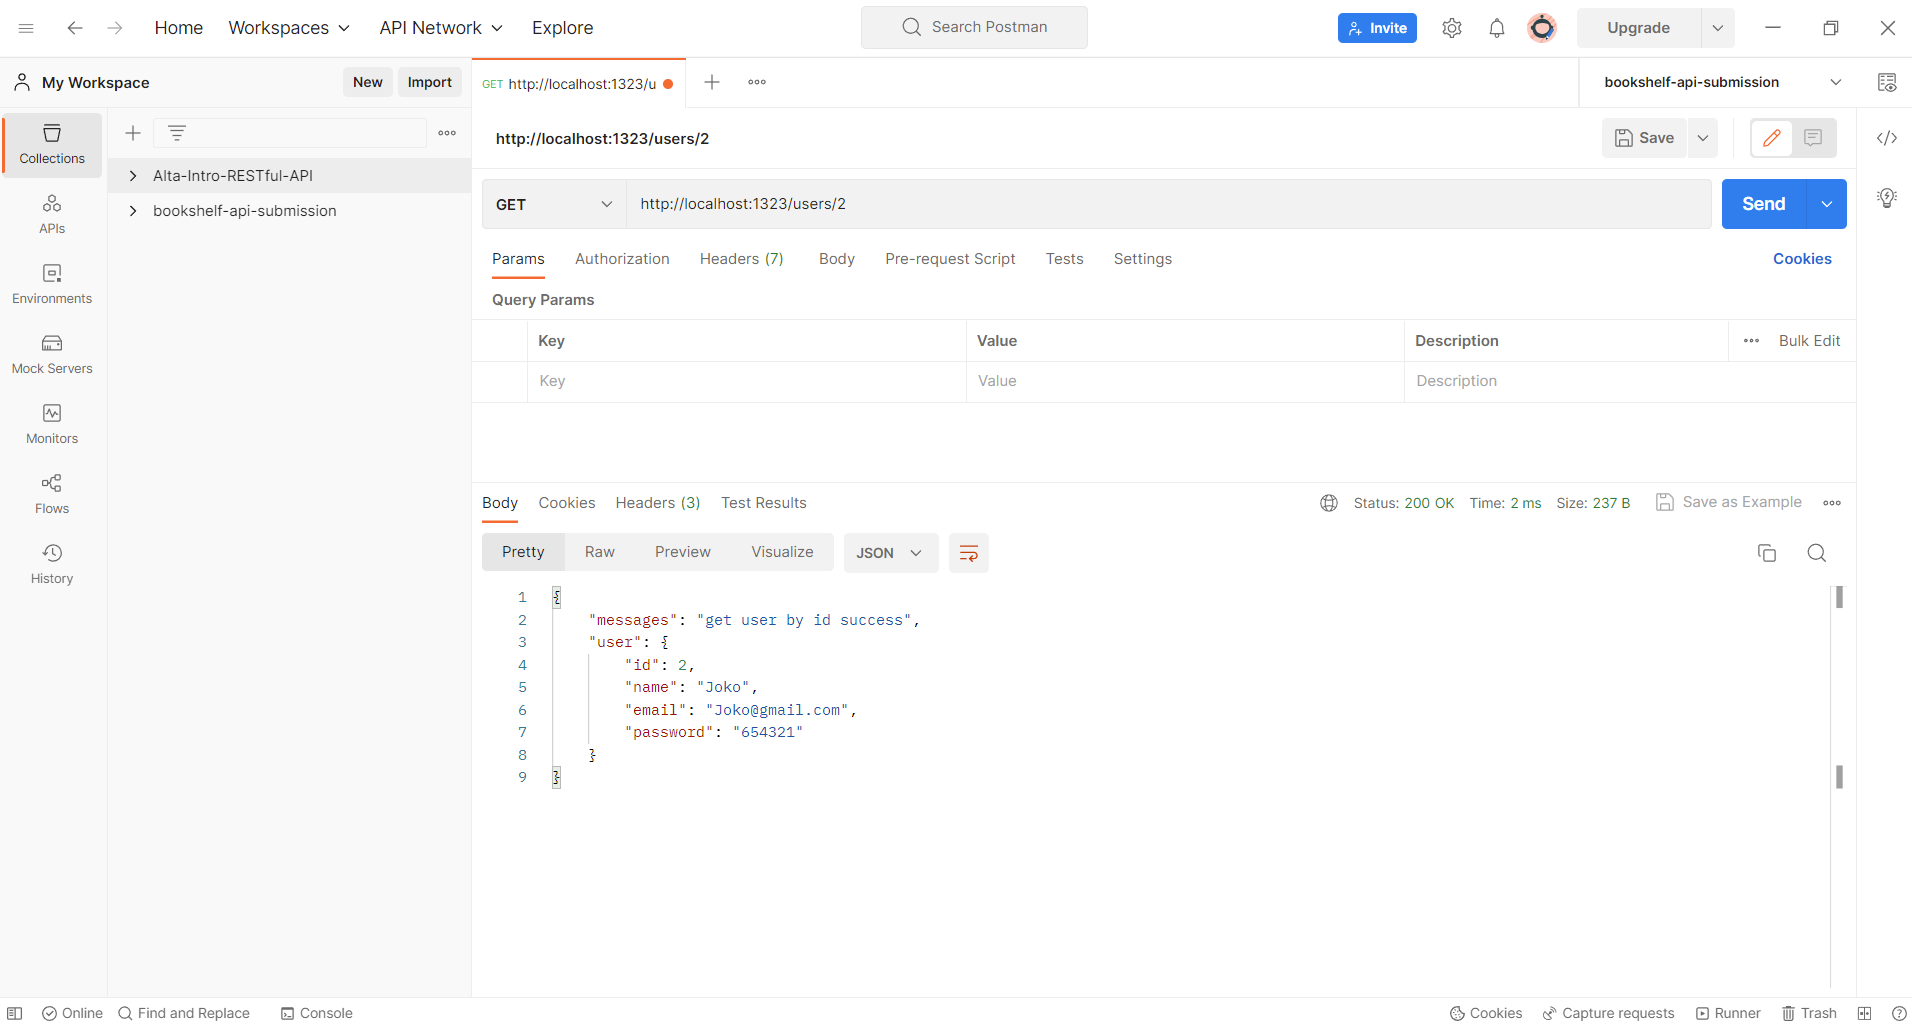 Home Workspaces API Network Explore Search Postman Invite Upgrade
My Workspace New Import GET http://localhost:1323/u bookshelf-api-submission
Collections
APIs
Environments
Mock Servers
Monitors
Flows
History
Alta-Intro-RESTful-API
bookshelf-api-submission
http://localhost:1323/users/2 Save
GET http://localhost:1323/users/2 Send
Params Authorization Headers (7) Body Pre-request Script Tests Settings Cookies
Query Params
Key Value Description Bulk Edit
Key Value Description
Body Cookies Headers (3) Test Results Status: 200 OK Time: 2 ms Size: 237 B Save as Example
Pretty Raw Preview Visualize JSON
1 {
2 "messages": "get user by id success",
3 "user": {
4 "id": 2,
5 "name": "Joko",
6 "email": "Joko@gmail.com",
7 "password": "654321"
8 }
9 }
Online Find and Replace Console Cookies Capture requests Runner Trash